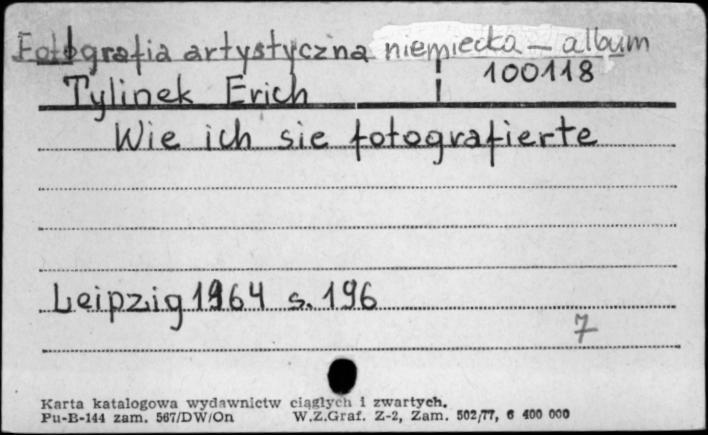 Fotografia artystyczna niemiecka – album
Tylinek Erich 100118
Wie ich sie fotografierte
Leipzig 1964 s. 196
7
Karta katalogowa wydawnictw ciągłych i zwartych.
Pu-B-144 zam. 567/DW/On W.Z.Graf. Z-2, Zam. 502/77, 6 400 000